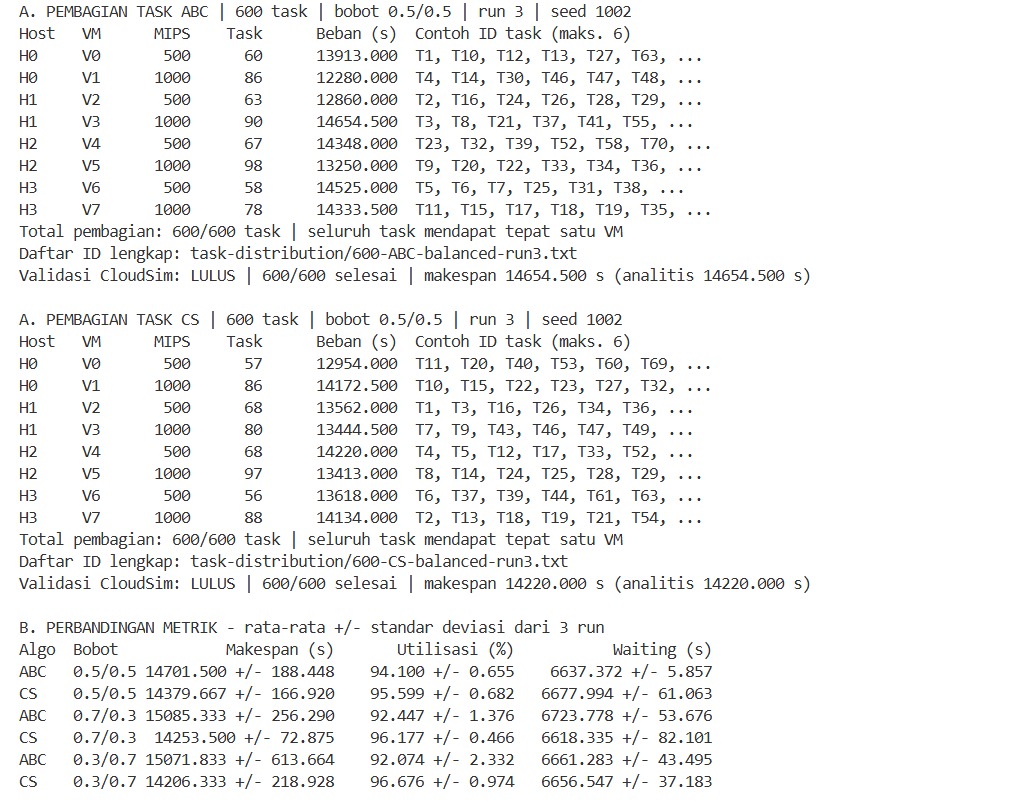 A. PEMBAGIAN TASK ABC | 600 task | bobot 0.5/0.5 | run 3 | seed 1002
Host VM MIPS Task Beban (s) Contoh ID task (maks. 6)
H0 V0 500 60 13913.000 T1, T10, T12, T13, T27, T63, ...
H0 V1 1000 86 12280.000 T4, T14, T30, T46, T47, T48, ...
H1 V2 500 63 12860.000 T2, T16, T24, T26, T28, T29, ...
H1 V3 1000 90 14654.500 T3, T8, T21, T37, T41, T55, ...
H2 V4 500 67 14348.000 T23, T32, T39, T52, T58, T70, ...
H2 V5 1000 98 13250.000 T9, T20, T22, T33, T34, T36, ...
H3 V6 500 58 14525.000 T5, T6, T7, T25, T31, T38, ...
H3 V7 1000 78 14333.500 T11, T15, T17, T18, T19, T35, ...
Total pembagian: 600/600 task | seluruh task mendapat tepat satu VM
Daftar ID lengkap: task-distribution/600-ABC-balanced-run3.txt
Validasi CloudSim: LULUS | 600/600 selesai | makespan 14654.500 s (analitis 14654.500 s)
A. PEMBAGIAN TASK CS | 600 task | bobot 0.5/0.5 | run 3 | seed 1002
Host VM MIPS Task Beban (s) Contoh ID task (maks. 6)
H0 V0 500 57 12954.000 T11, T20, T40, T53, T60, T69, ...
H0 V1 1000 86 14172.500 T10, T15, T22, T23, T27, T32, ...
H1 V2 500 68 13562.000 T1, T3, T16, T26, T34, T36, ...
H1 V3 1000 80 13444.500 T7, T9, T43, T46, T47, T49, ...
H2 V4 500 68 14220.000 T4, T5, T12, T17, T33, T52, ...
H2 V5 1000 97 13413.000 T8, T14, T24, T25, T28, T29, ...
H3 V6 500 56 13618.000 T6, T37, T39, T44, T61, T63, ...
H3 V7 1000 88 14134.000 T2, T13, T18, T19, T21, T54, ...
Total pembagian: 600/600 task | seluruh task mendapat tepat satu VM
Daftar ID lengkap: task-distribution/600-CS-balanced-run3.txt
Validasi CloudSim: LULUS | 600/600 selesai | makespan 14220.000 s (analitis 14220.000 s)
B. PERBANDINGAN METRIK - rata-rata +/- standar deviasi dari 3 run
Algo Bobot Makespan (s) Utilisasi (%) Waiting (s)
ABC 0.5/0.5 14701.500 +/- 188.448 94.100 +/- 0.655 6637.372 +/- 5.857
CS 0.5/0.5 14379.667 +/- 166.920 95.599 +/- 0.682 6677.994 +/- 61.063
ABC 0.7/0.3 15085.333 +/- 256.290 92.447 +/- 1.376 6723.778 +/- 53.676
CS 0.7/0.3 14253.500 +/- 72.875 96.177 +/- 0.466 6618.335 +/- 82.101
ABC 0.3/0.7 15071.833 +/- 613.664 92.074 +/- 2.332 6661.283 +/- 43.495
CS 0.3/0.7 14206.333 +/- 218.928 96.676 +/- 0.974 6656.547 +/- 37.183